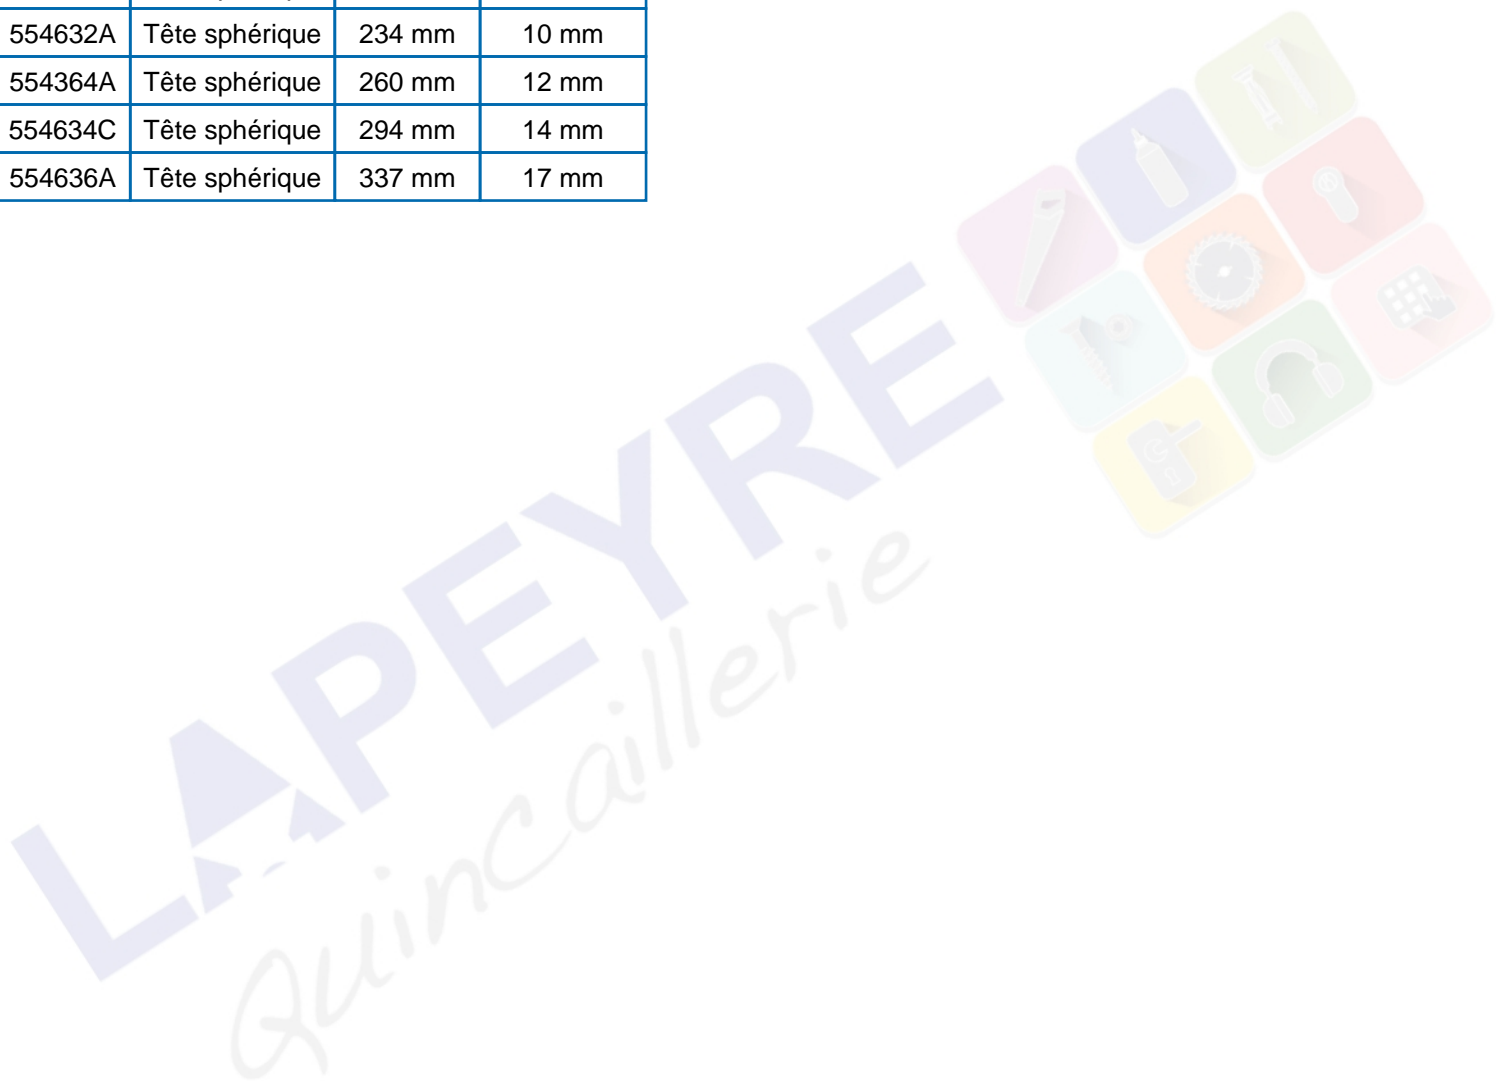 554632A Tête sphérique 234 mm 10 mm
554364A Tête sphérique 260 mm 12 mm
554634C Tête sphérique 294 mm 14 mm
554636A Tête sphérique 337 mm 17 mm
LAPEYRE
Quincaillerie